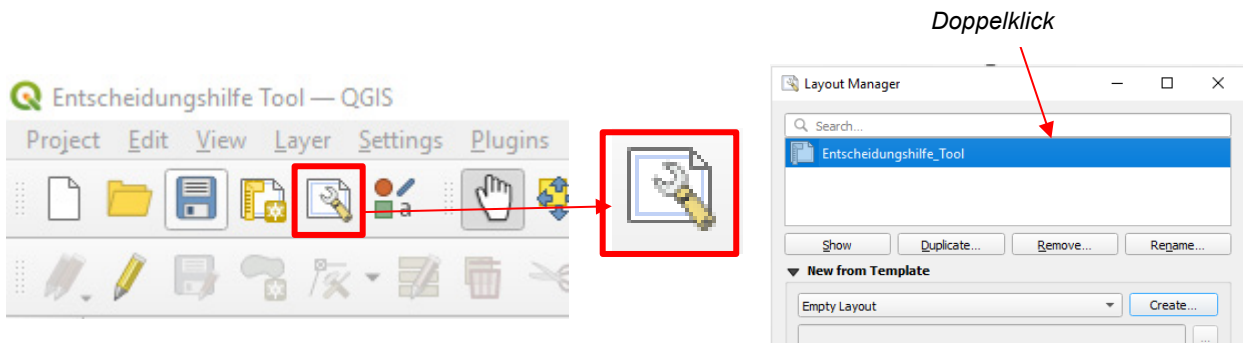 Doppelklick
Entscheidungshilfe Tool — QGIS
Project Edit View Layer Settings Plugins
a
Layout Manager
Search...
Entscheidungshilfe_Tool
Show Duplicate... Remove... Rename...
New from Template
Empty Layout Create...
...